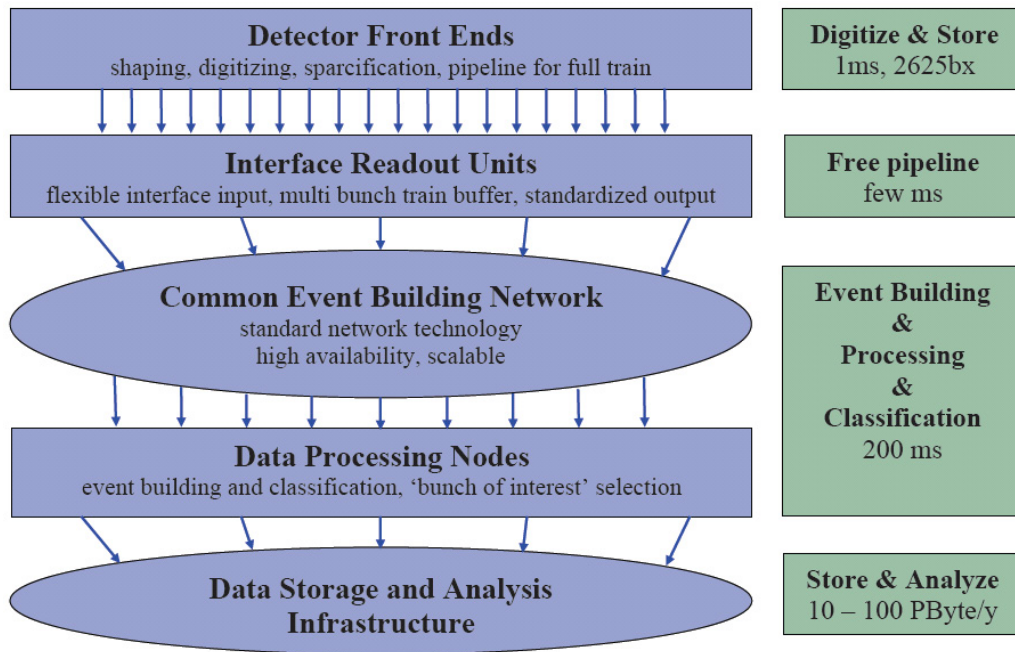 Detector Front Ends
shaping, digitizing, sparcification, pipeline for full train
Digitize & Store
1ms, 2625bx
Interface Readout Units
flexible interface input, multi bunch train buffer, standardized output
Free pipeline
few ms
Common Event Building Network
standard network technology
high availability, scalable
Event Building
&
Processing
&
Classification
200 ms
Data Processing Nodes
event building and classification, ‘bunch of interest’ selection
Data Storage and Analysis
Infrastructure
Store & Analyze
10 – 100 PByte/y